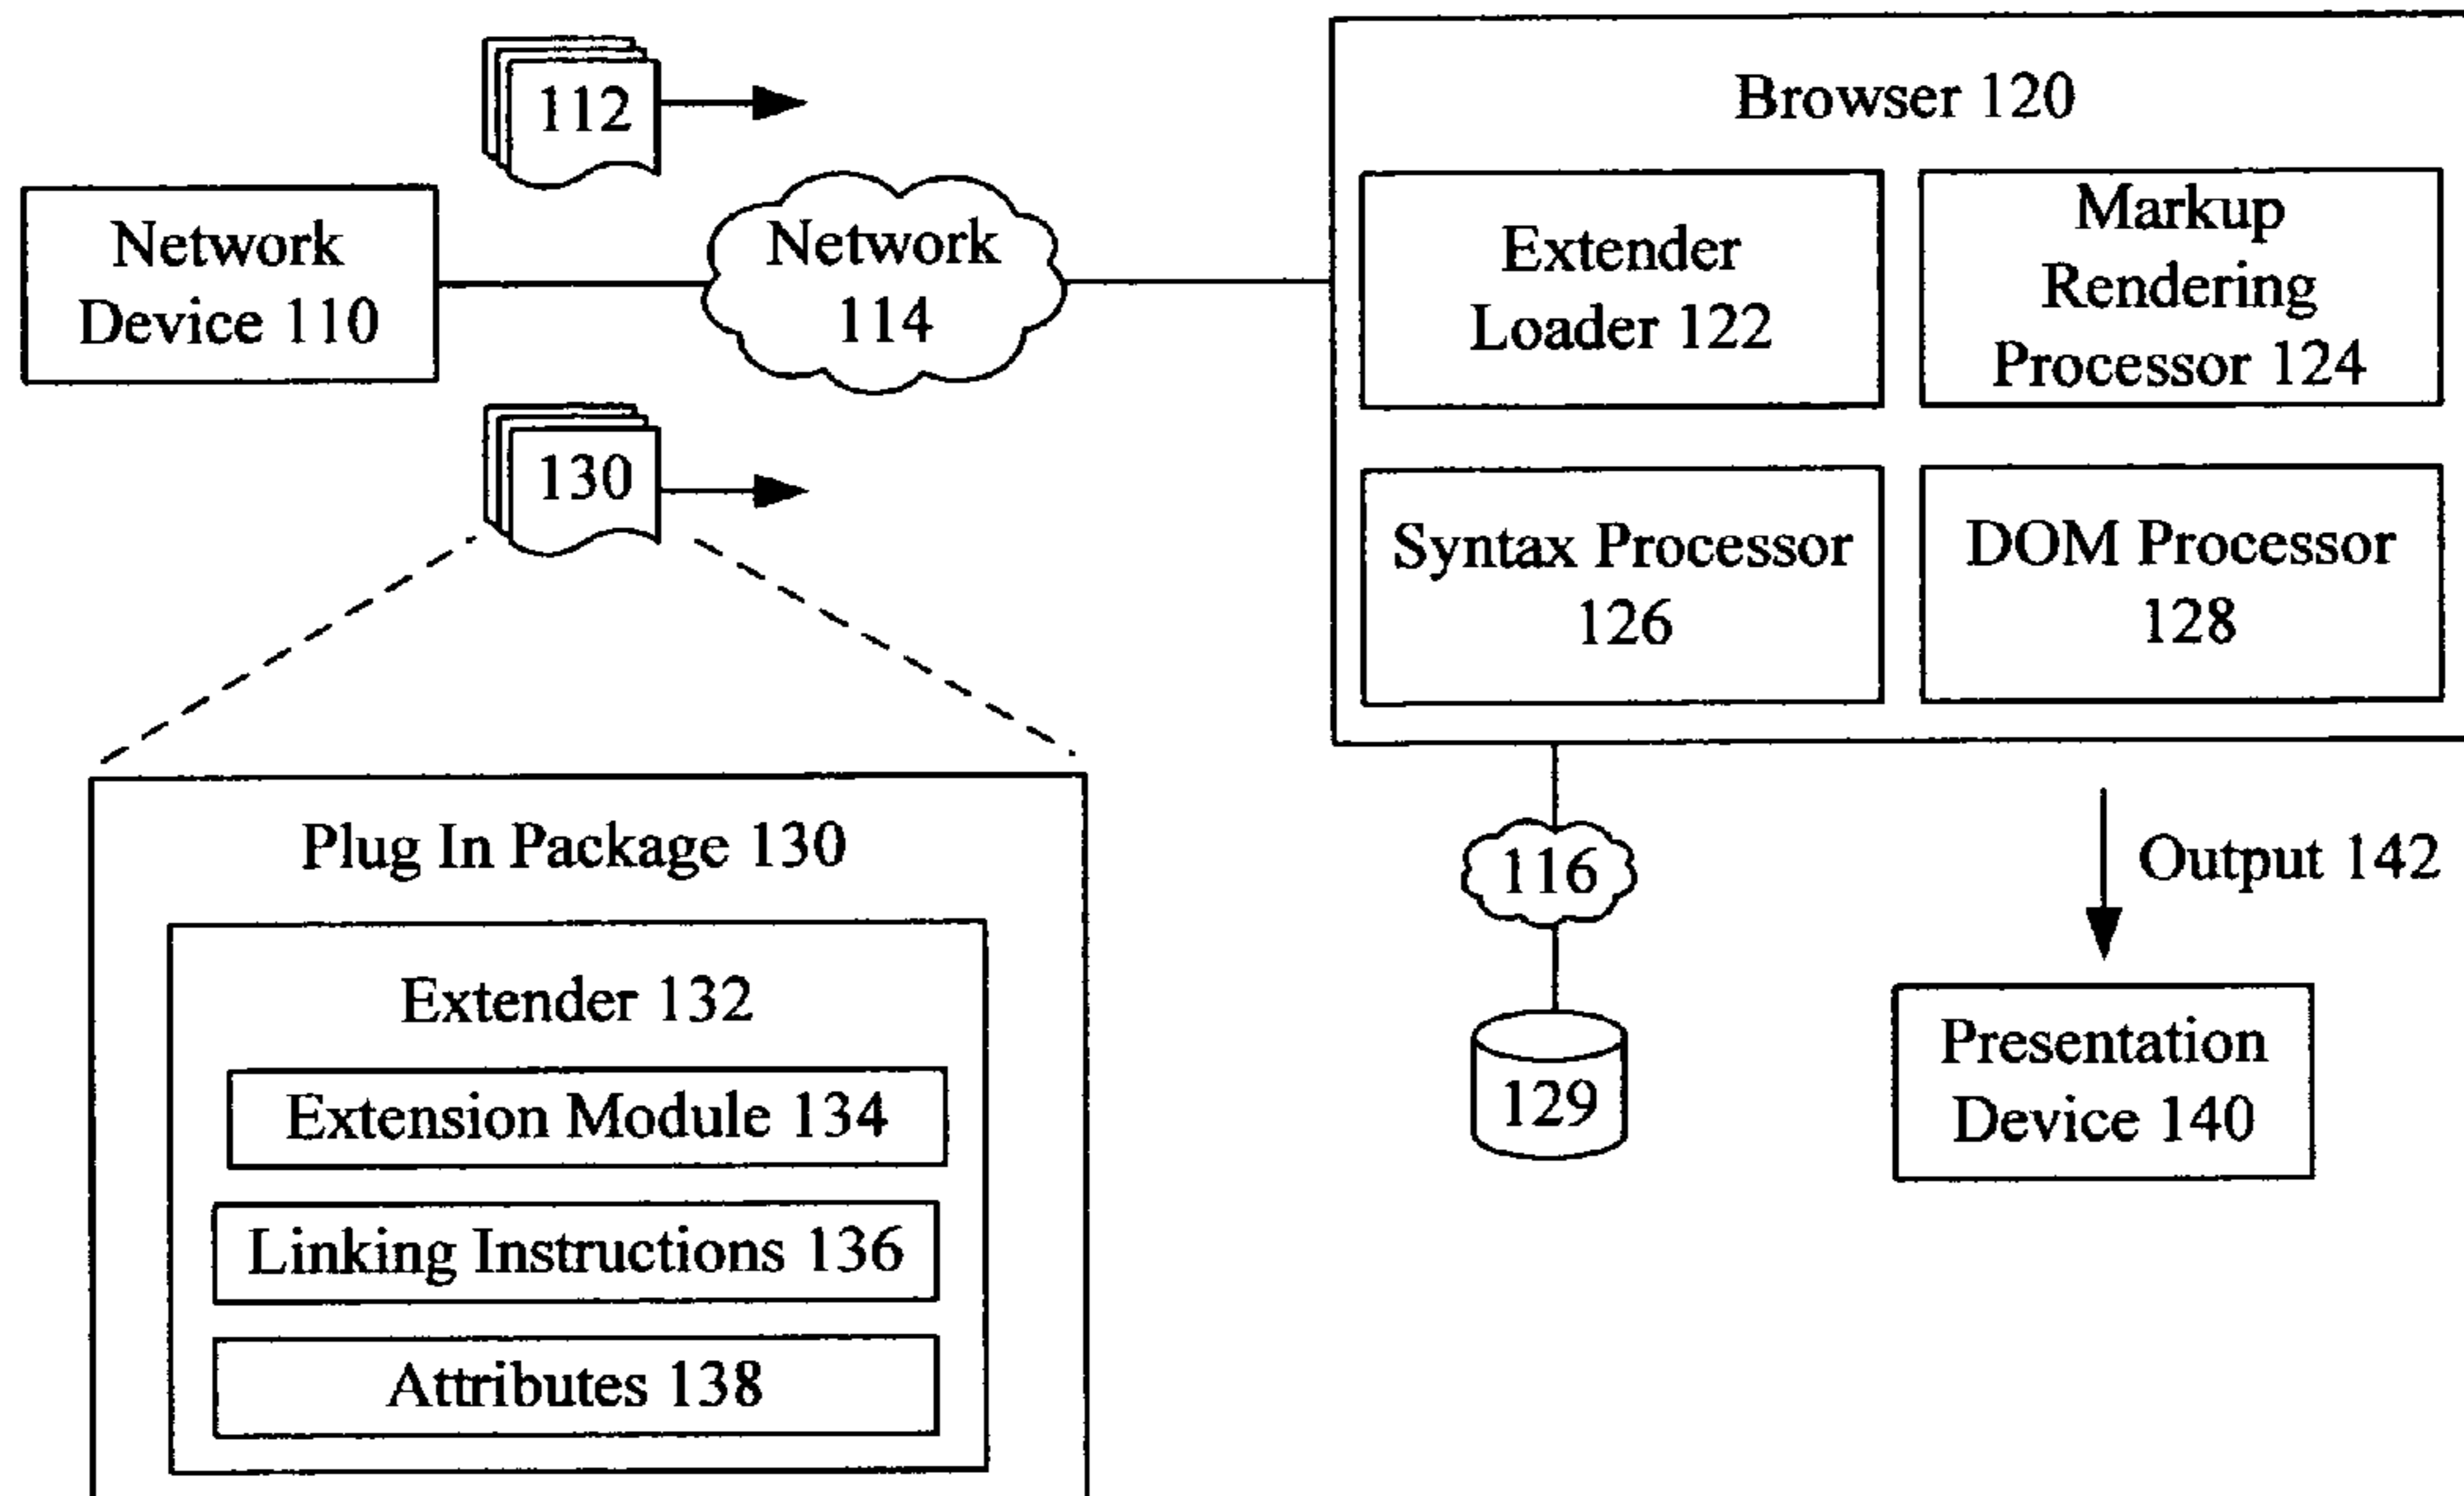 112
Network
Device 110
Network
114
130
Browser 120
Extender
Loader 122
Markup
Rendering
Processor 124
Syntax Processor
126
DOM Processor
128
116
129
Output 142
Presentation
Device 140
Plug In Package 130
Extender 132
Extension Module 134
Linking Instructions 136
Attributes 138